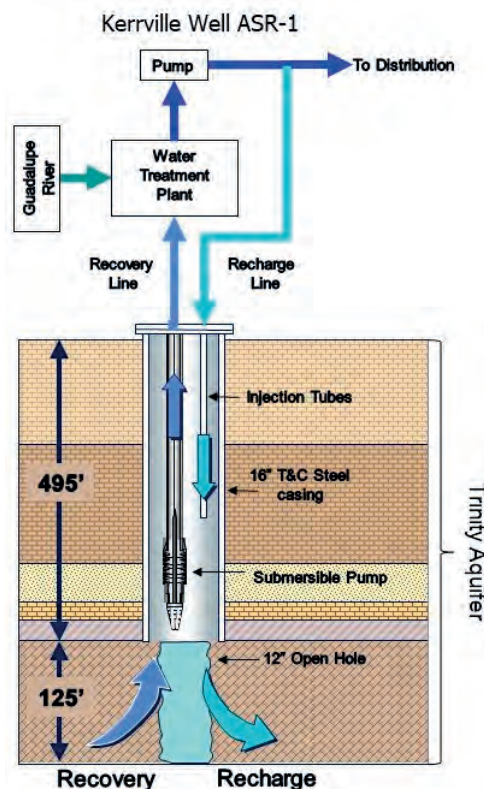 Kerrville Well ASR-1
Pump
To Distribution
Guadalupe
River
Water
Treatment
Plant
Recovery
Line
Recharge
Line
Injection Tubes
495'
16" T&C Steel
casing
Submersible Pump
Trinity Aquifer
12" Open Hole
125'
Recovery
Recharge